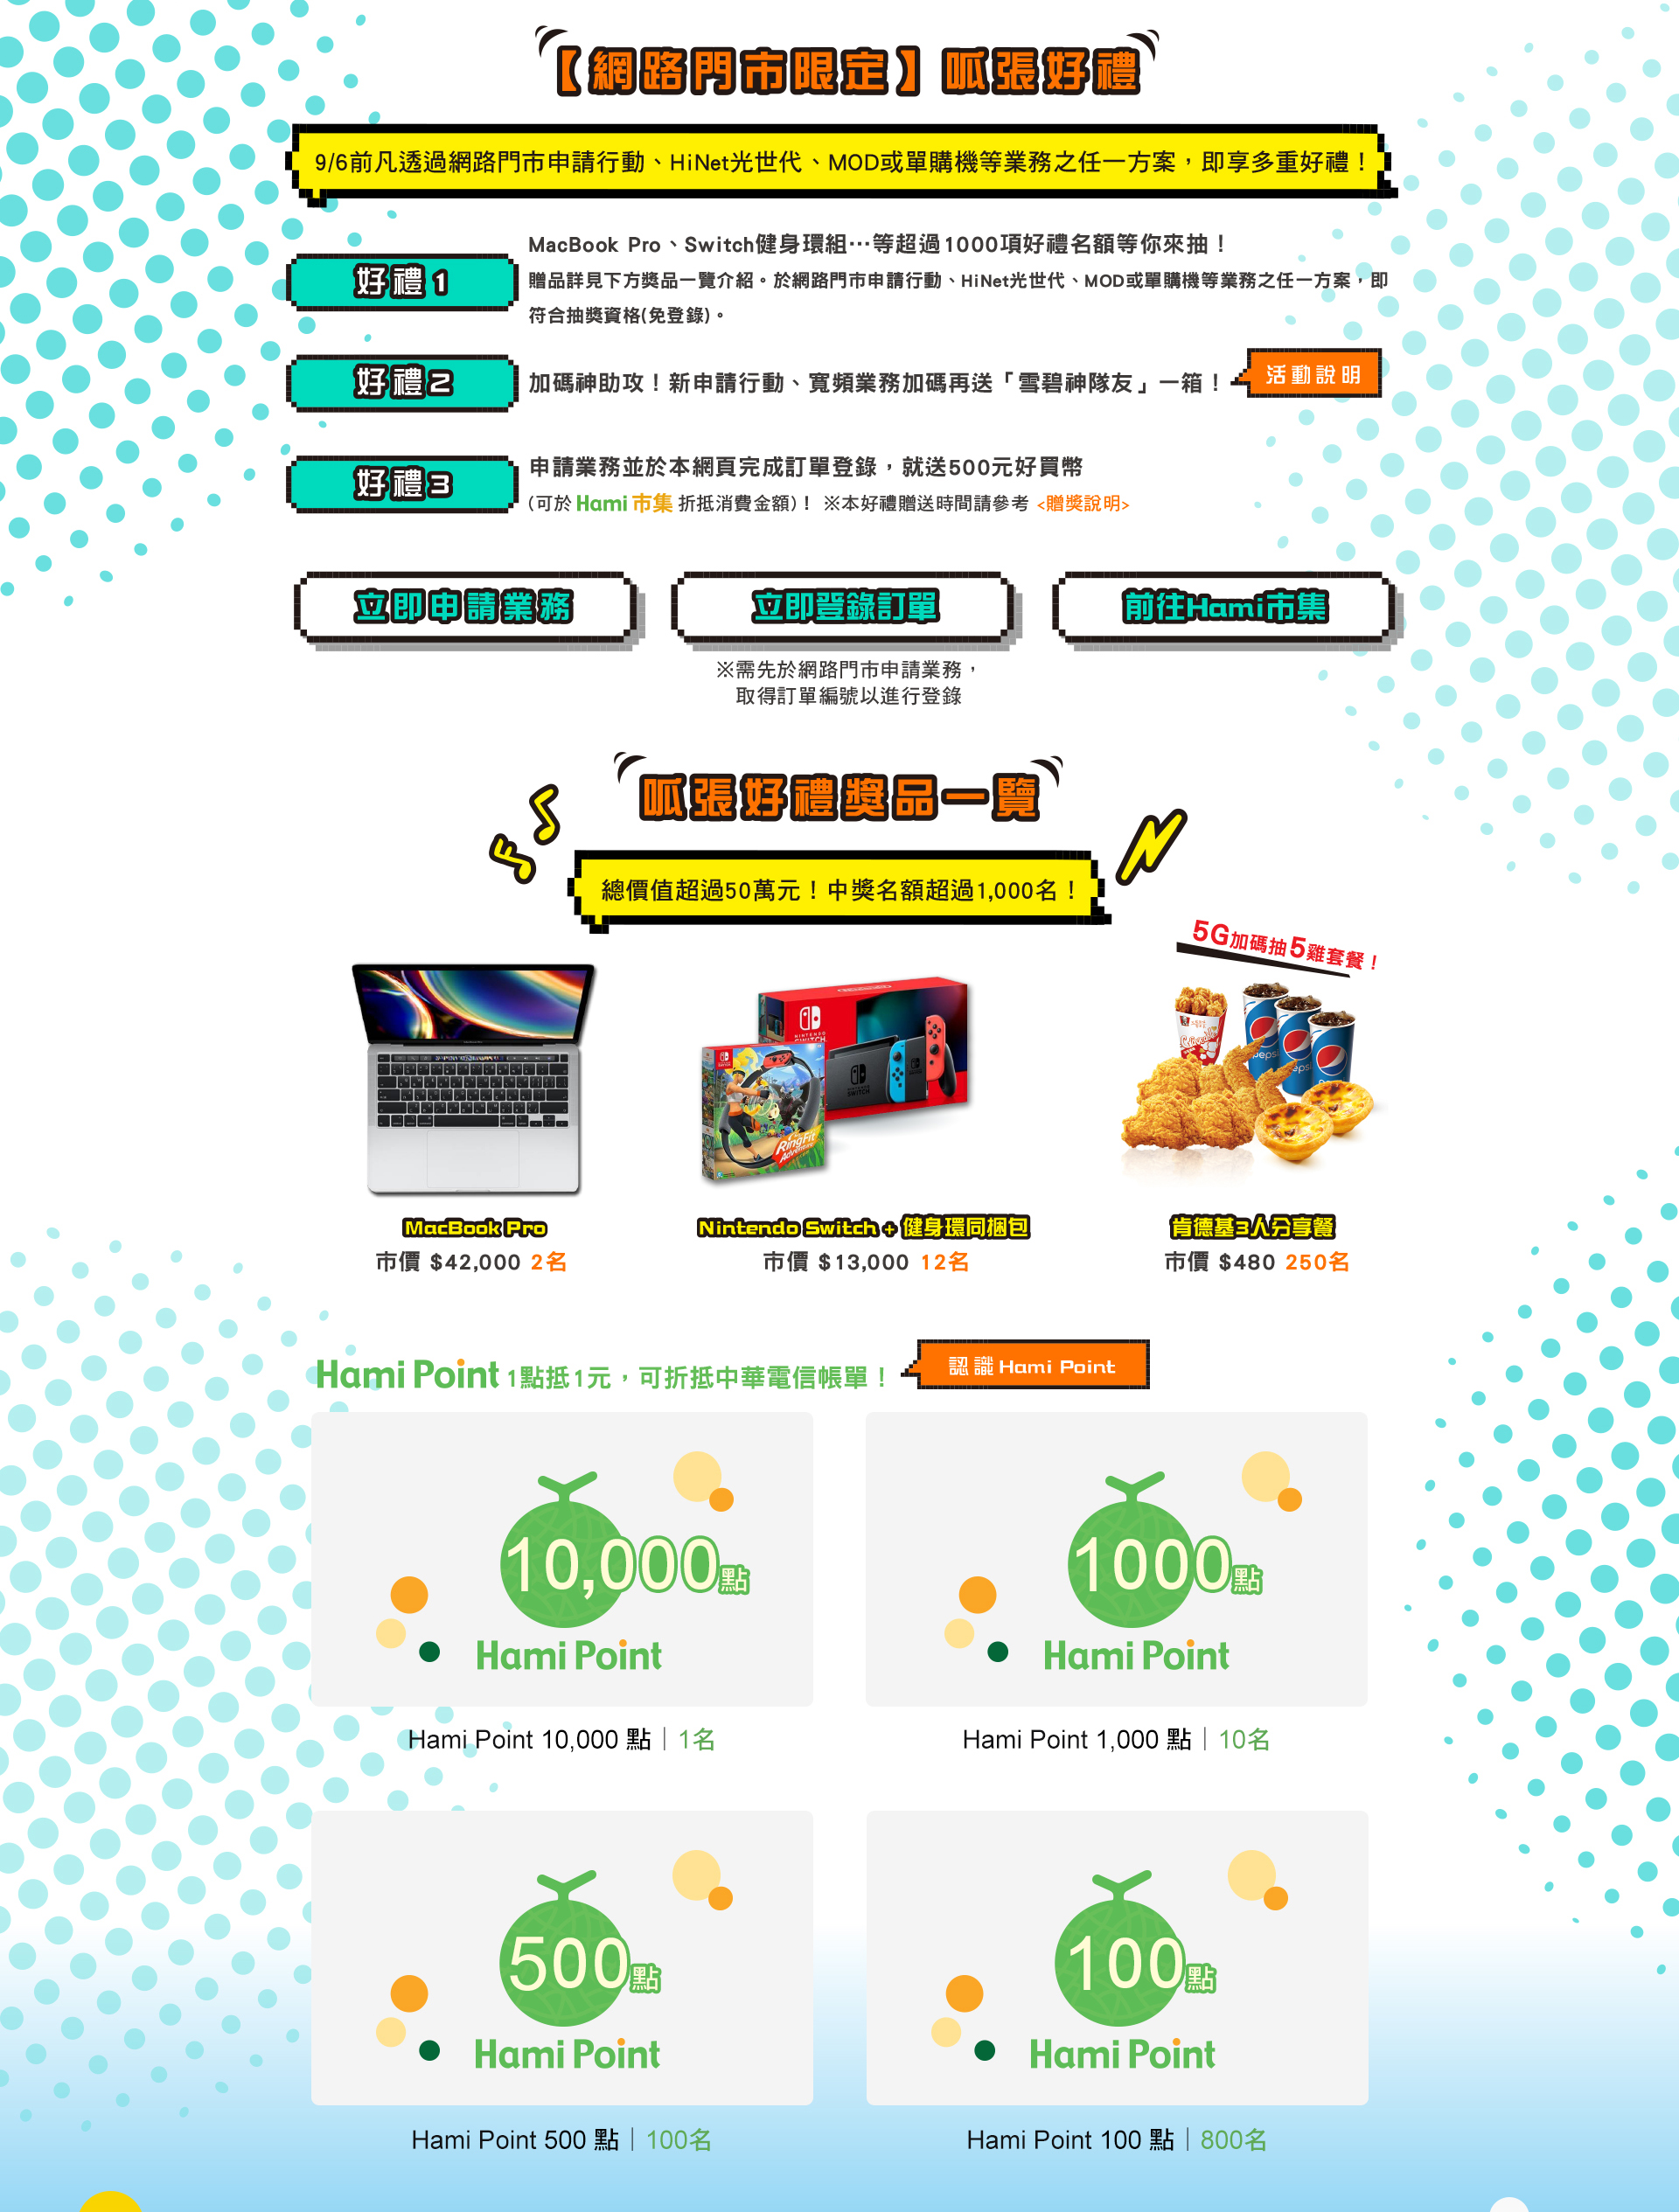 【網路門市限定】呱張好禮
9/6前凡透過網路門市申請行動、HiNet光世代、MOD或單購機等業務之任一方案，即享多重好禮！
好禮1
MacBook Pro、Switch健身環組…等超過1000項好禮名額等你來抽！
贈品詳見下方獎品一覽介紹。於網路門市申請行動、HiNet光世代、MOD或單購機等業務之任一方案，即
符合抽獎資格(免登錄)。
好禮2
加碼神助攻！新申請行動、寬頻業務加碼再送「雪碧神隊友」一箱！
活動說明
好禮3
申請業務並於本網頁完成訂單登錄，就送500元好買幣
(可於 Hami 市集 折抵消費金額)！ ※本好禮贈送時間請參考 <贈獎說明>
立即申請業務
立即登錄訂單
前往Hami市集
※需先於網路門市申請業務，
取得訂單編號以進行登錄
呱張好禮獎品一覽
總價值超過50萬元！中獎名額超過1,000名！
5G加碼抽5雞套餐！
NINTENDO
SWITCH
NINTENDO
SWITCH
RingFit
Adventure
pepsi
pepsi
MacBook Pro
市價 $42,000 2名
Nintendo Switch + 健身環同捆包
市價 $13,000 12名
肯德基3人分享餐
市價 $480 250名
Hami Point 1點抵1元，可折抵中華電信帳單！
認識 Hami Point
10,000點
Hami Point
1000點
Hami Point
Hami Point 10,000 點｜1名
Hami Point 1,000 點｜10名
500點
Hami Point
100點
Hami Point
Hami Point 500 點｜100名
Hami Point 100 點｜800名